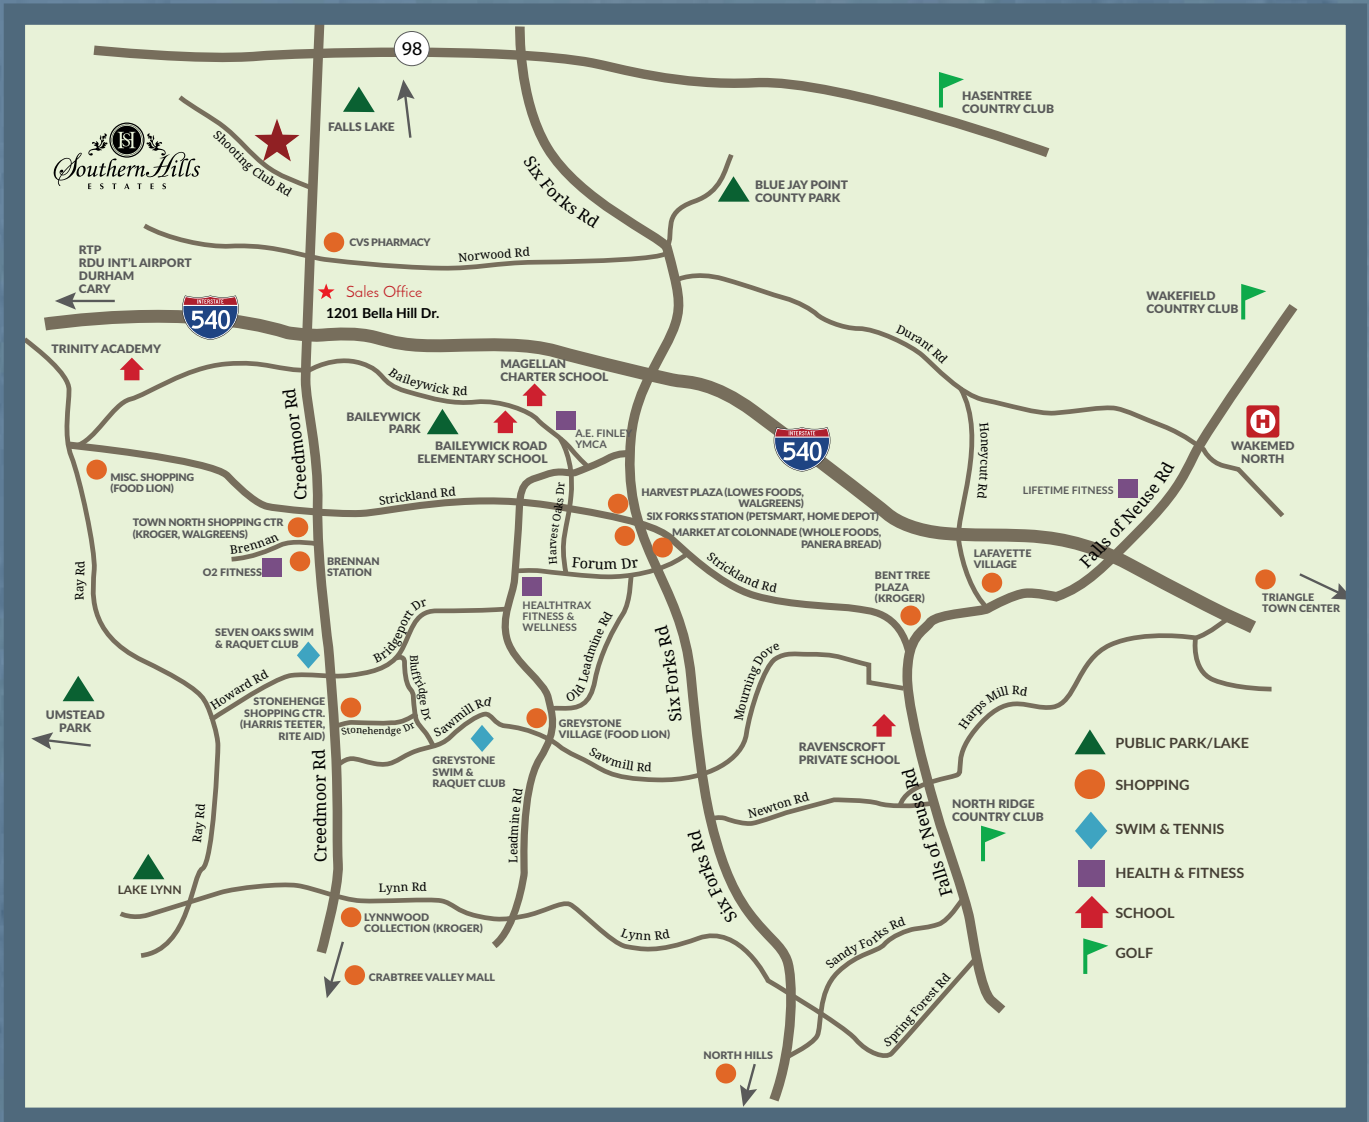 98
HASENTREE
COUNTRY CLUB
FALLS LAKE
Shooting Club Rd
SH
Southern Hills
ESTATES
Six Forks Rd
BLUE JAY POINT
COUNTY PARK
CVS PHARMACY
Norwood Rd
RTP
RDU INT'L AIRPORT
DURHAM
CARY
Sales Office
1201 Bella Hill Dr.
INTERSTATE
540
WAKEFIELD
COUNTRY CLUB
Durant Rd
TRINITY ACADEMY
MAGELLAN
CHARTER SCHOOL
Baileywick Rd
BAILEYWICK
PARK
A.E. FINLEY
YMCA
BAILEYWICK ROAD
ELEMENTARY SCHOOL
Creedmoor Rd
INTERSTATE
540
Honeycutt Rd
WAKEMED
NORTH
H
MISC. SHOPPING
(FOOD LION)
Strickland Rd
Harvest Oaks Dr
HARVEST PLAZA (LOWES FOODS,
WALGREENS)
SIX FORKS STATION (PETSMART, HOME DEPOT)
MARKET AT COLONNADE (WHOLE FOODS,
PANERA BREAD)
LIFETIME FITNESS
Falls of Neuse Rd
TOWN NORTH SHOPPING CTR
(KROGER, WALGREENS)
Brennan
O2 FITNESS
BRENNAN
STATION
Forum Dr
Strickland Rd
LAFAYETTE
VILLAGE
BENT TREE
PLAZA
(KROGER)
TRIANGLE
TOWN CENTER
Ray Rd
HEALTHTRAX
FITNESS &
WELLNESS
Bridgeport Dr
SEVEN OAKS SWIM
& RAQUET CLUB
Howard Rd
Bluffridge Dr
Old Leadmine Rd
Six Forks Rd
Mourning Dove
Harps Mill Rd
UMSTEAD
PARK
STONEHENGE
SHOPPING CTR.
(HARRIS TEETER,
RITE AID)
Stonehendge Dr
Sawmill Rd
GREYSTONE
VILLAGE (FOOD LION)
GREYSTONE
SWIM &
RAQUET CLUB
Sawmill Rd
RAVENSCROFT
PRIVATE SCHOOL
Creedmoor Rd
Ray Rd
Leadmine Rd
Newton Rd
Falls of Neuse Rd
NORTH RIDGE
COUNTRY CLUB
Six Forks Rd
LAKE LYNN
Lynn Rd
LYNNWOOD
COLLECTION (KROGER)
Lynn Rd
Sandy Forks Rd
CRABTREE VALLEY MALL
Spring Forest Rd
NORTH HILLS
PUBLIC PARK/LAKE
SHOPPING
SWIM & TENNIS
HEALTH & FITNESS
SCHOOL
GOLF